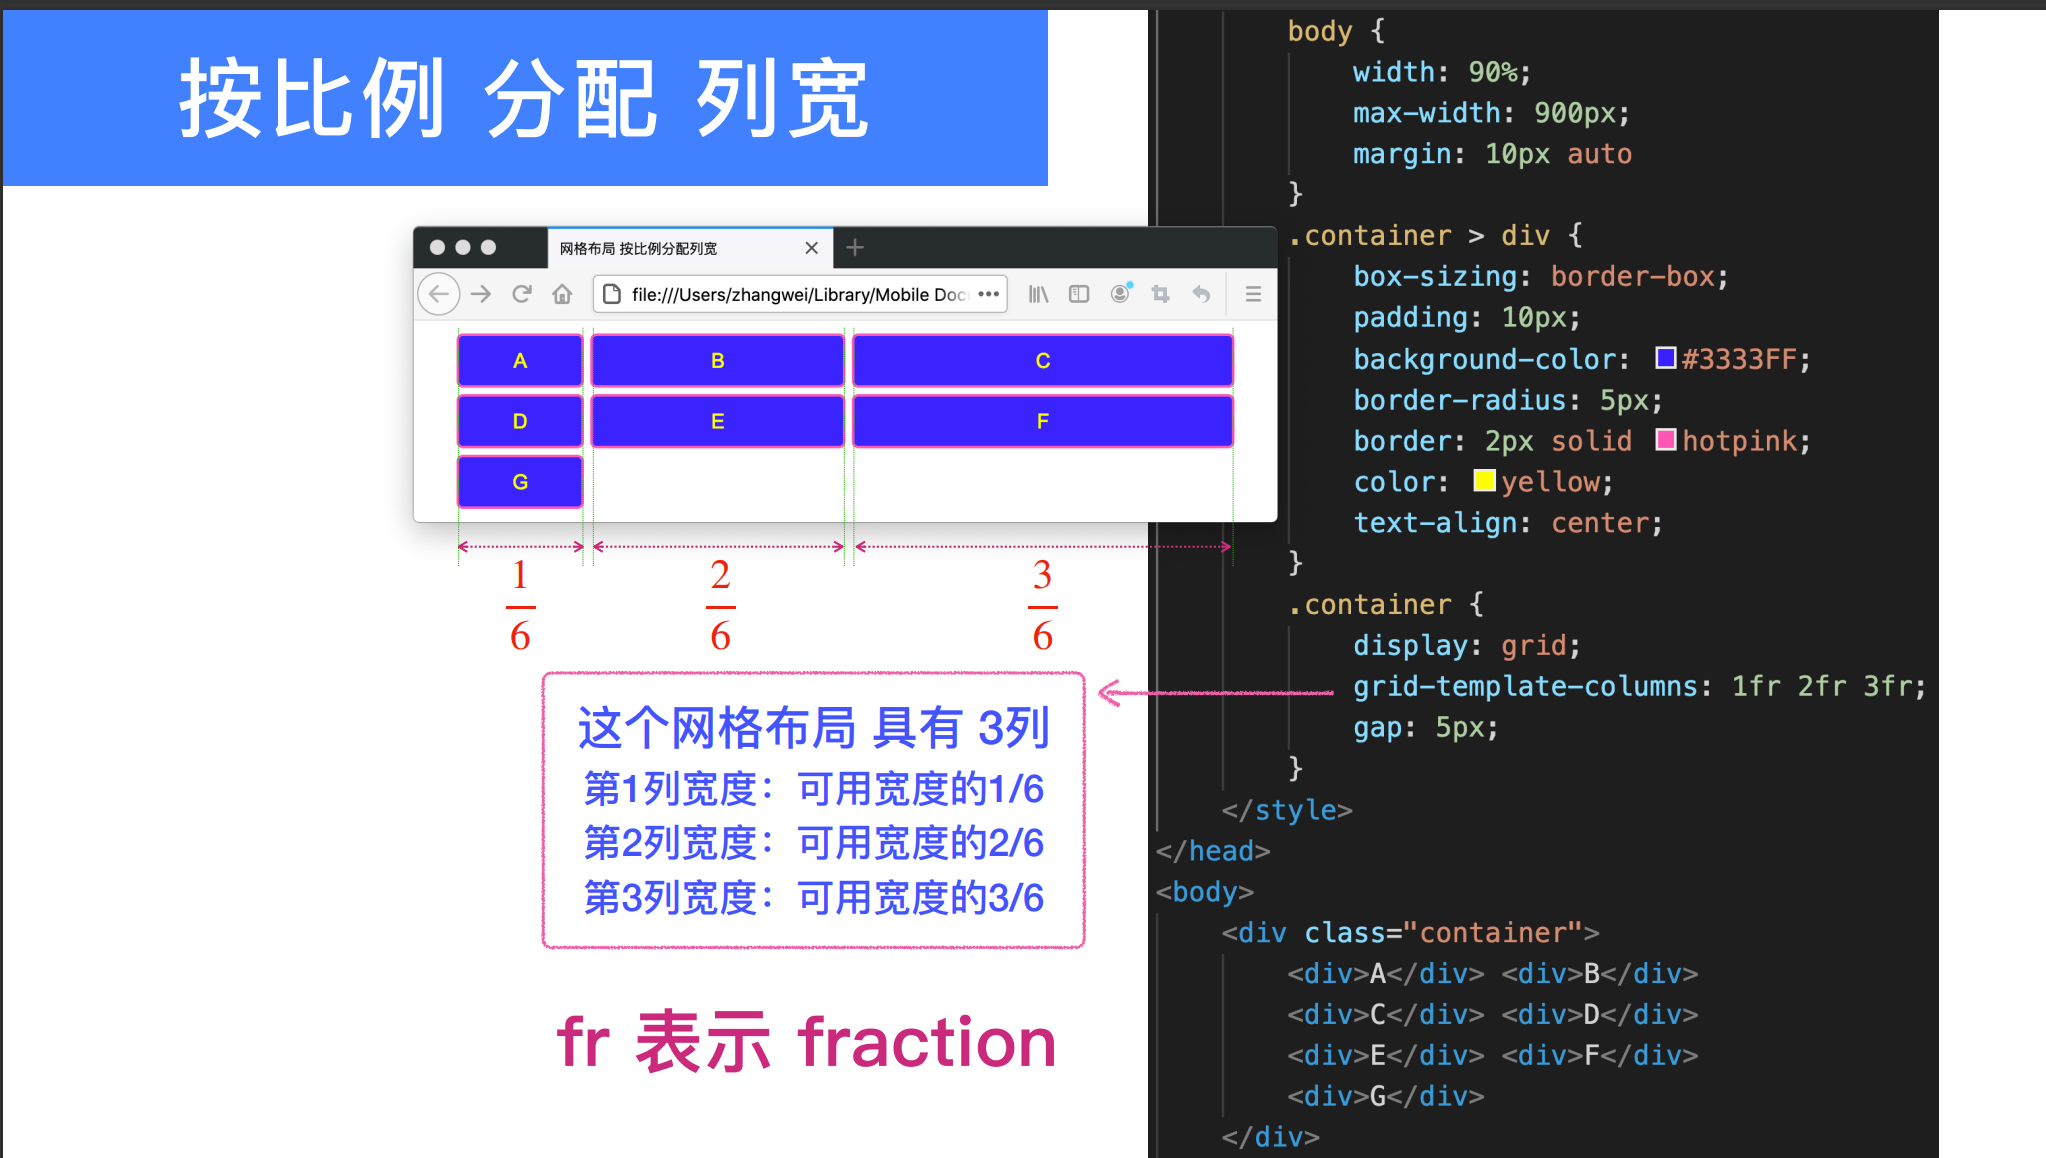 按比例 分配 列宽
网格布局 按比例分配列宽
file:///Users/zhangwei/Library/Mobile Doc
A B C
D E F
G
1/6 2/6 3/6
这个网格布局 具有 3列
第1列宽度：可用宽度的1/6
第2列宽度：可用宽度的2/6
第3列宽度：可用宽度的3/6
fr 表示 fraction
body {
width: 90%;
max-width: 900px;
margin: 10px auto
}
.container > div {
box-sizing: border-box;
padding: 10px;
background-color: #3333FF;
border-radius: 5px;
border: 2px solid hotpink;
color: yellow;
text-align: center;
}
.container {
display: grid;
grid-template-columns: 1fr 2fr 3fr;
gap: 5px;
}
</style>
</head>
<body>
<div class="container">
<div>A</div> <div>B</div>
<div>C</div> <div>D</div>
<div>E</div> <div>F</div>
<div>G</div>
</div>